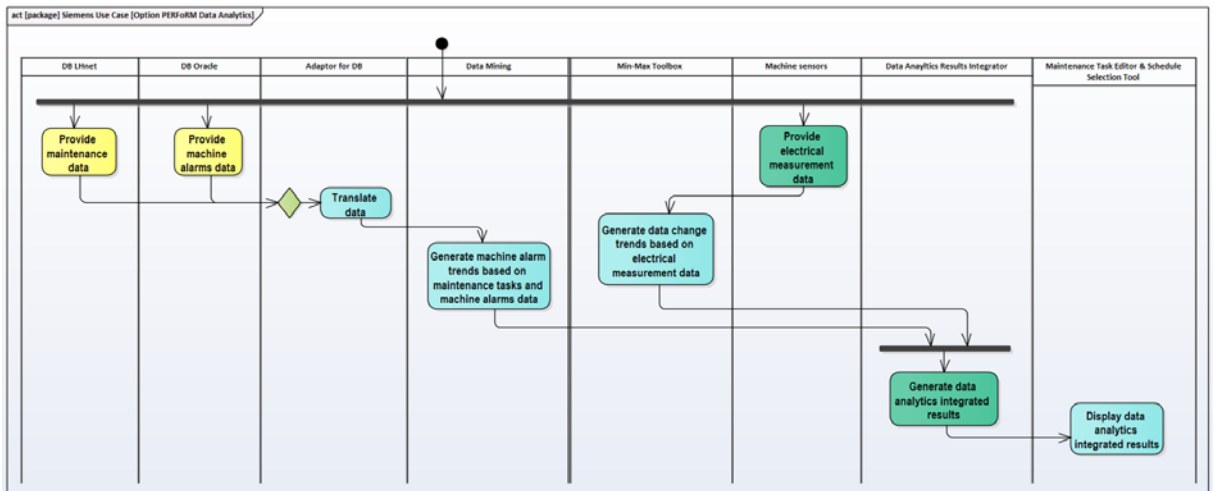 act [package] Siemens Use Case [Option PERFoRM Data Analytics]
DB LHnet
DB Oracle
Adaptor for DB
Data Mining
Min-Max Toolbox
Machine sensors
Data Anayltics Results Integrator
Maintenance Task Editor & Schedule
Selection Tool
Provide
maintenance
data
Provide
machine
alarms data
Provide
electrical
measurement
data
Translate
data
Generate machine alarm
trends based on
maintenance tasks and
machine alarms data
Generate data change
trends based on
electrical
measurement data
Generate data
analytics integrated
results
Display data
analytics
integrated results